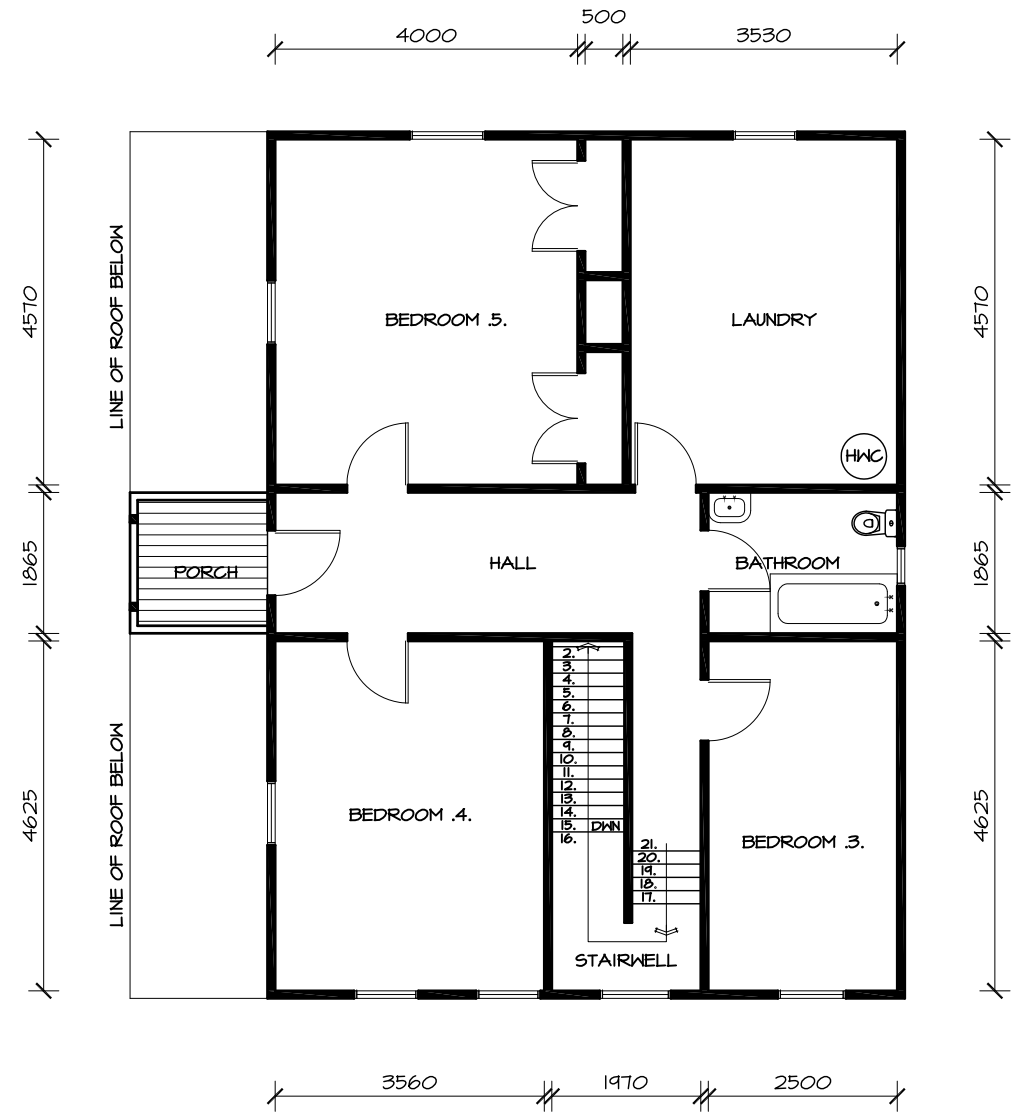 500
4000
3530
LINE OF ROOF BELOW
4570
BEDROOM .5.
LAUNDRY
4570
HWC
1865
PORCH
HALL
BATHROOM
1865
2.
3.
4.
5.
6.
7.
8.
9.
10.
11.
12.
13.
14.
15. DWN
16.
21.
20.
19.
18.
17.
LINE OF ROOF BELOW
4625
BEDROOM .4.
BEDROOM .3.
4625
STAIRWELL
3560
1970
2500